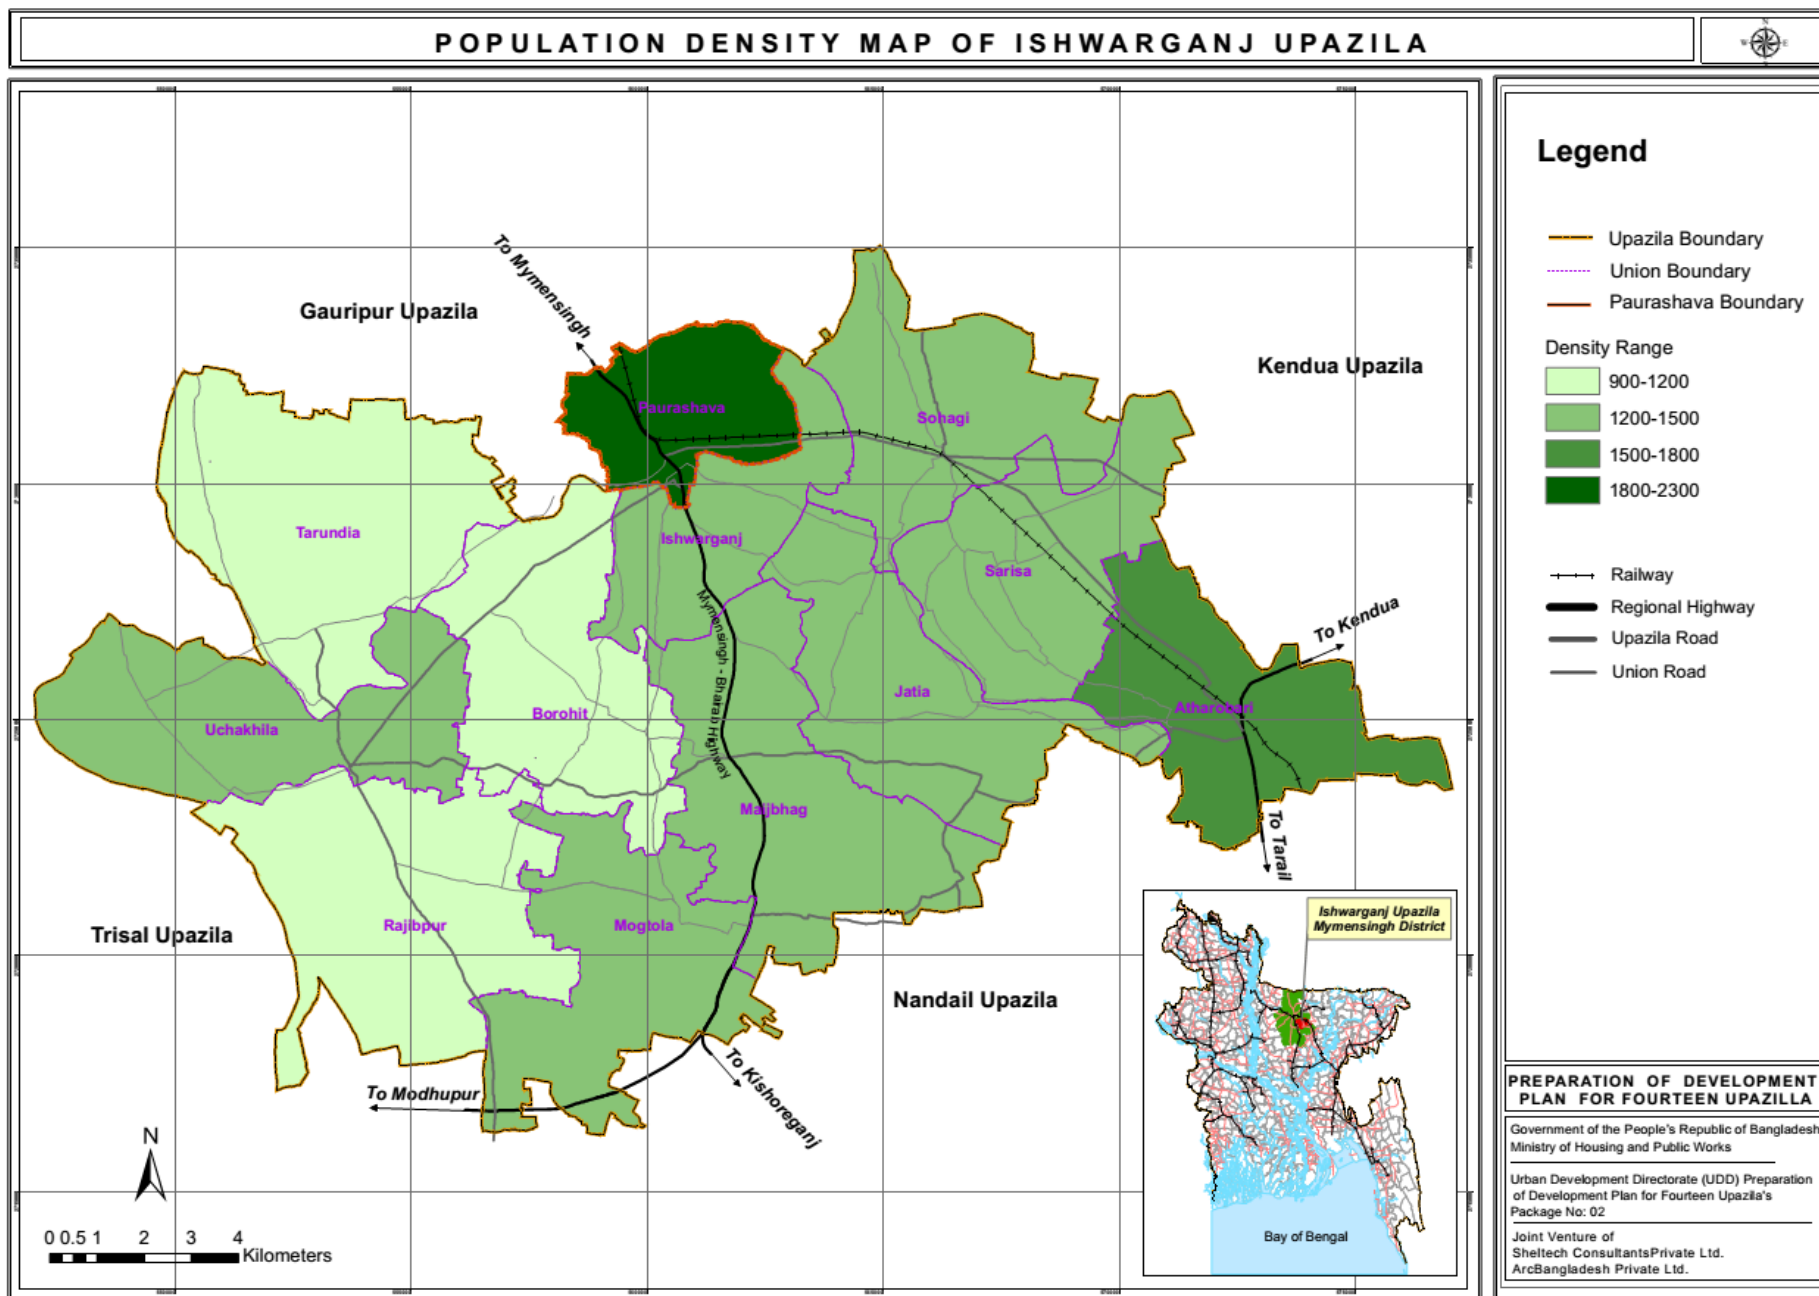 POPULATION DENSITY MAP OF ISHWARGANJ UPAZILA
N
W
E
Legend
Upazila Boundary
Union Boundary
Paurashava Boundary
Density Range
900-1200
1200-1500
1500-1800
1800-2300
Railway
Regional Highway
Upazila Road
Union Road
To Mymensingh
Gauripur Upazila
Kendua Upazila
Paurashava
Sohagi
Tarundia
Ishwarganj
Sarisa
To Kendua
Mymensingh - Bhairab Highway
Uchakhila
Borohit
Jatia
Atharobari
Maijbhag
To Tarail
Trisal Upazila
Rajibpur
Mogtola
Nandail Upazila
To Modhupur
To Kishoreganj
N
0 0.5 1 2 3 4
Kilometers
Ishwarganj Upazila
Mymensingh District
Bay of Bengal
PREPARATION OF DEVELOPMENT
PLAN FOR FOURTEEN UPAZILLA
Government of the People's Republic of Bangladesh
Ministry of Housing and Public Works
Urban Development Directorate (UDD) Preparation
of Development Plan for Fourteen Upazila's
Package No: 02
Joint Venture of
Sheltech ConsultantsPrivate Ltd.
ArcBangladesh Private Ltd.